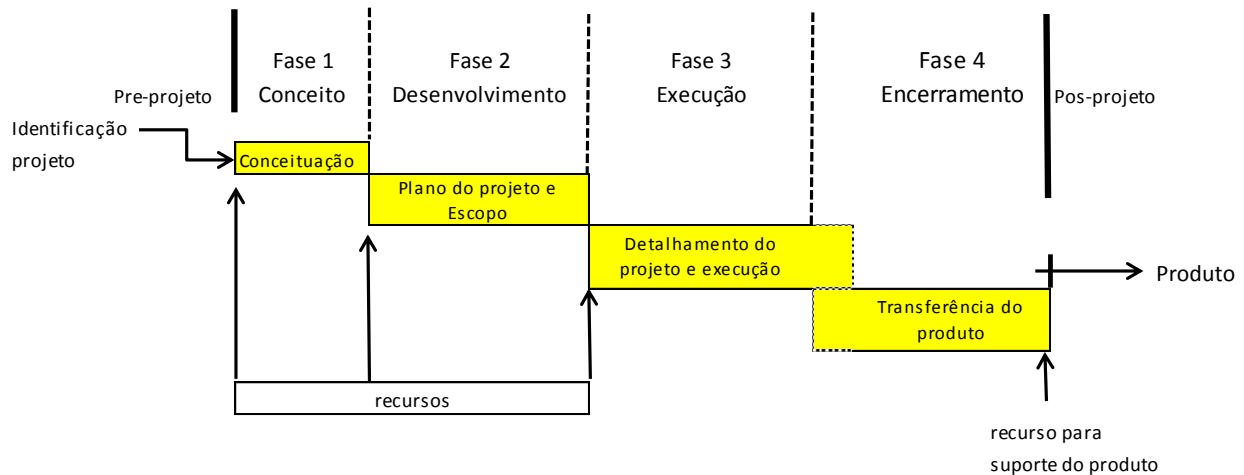 Fase 1
Conceito
Fase 2
Desenvolvimento
Fase 3
Execução
Fase 4
Encerramento
Pre-projeto
Pos-projeto
Identificação
projeto
Conceituação
Plano do projeto e
Escopo
Detalhamento do
projeto e execução
Produto
Transferência do
produto
recursos
recurso para
suporte do produto